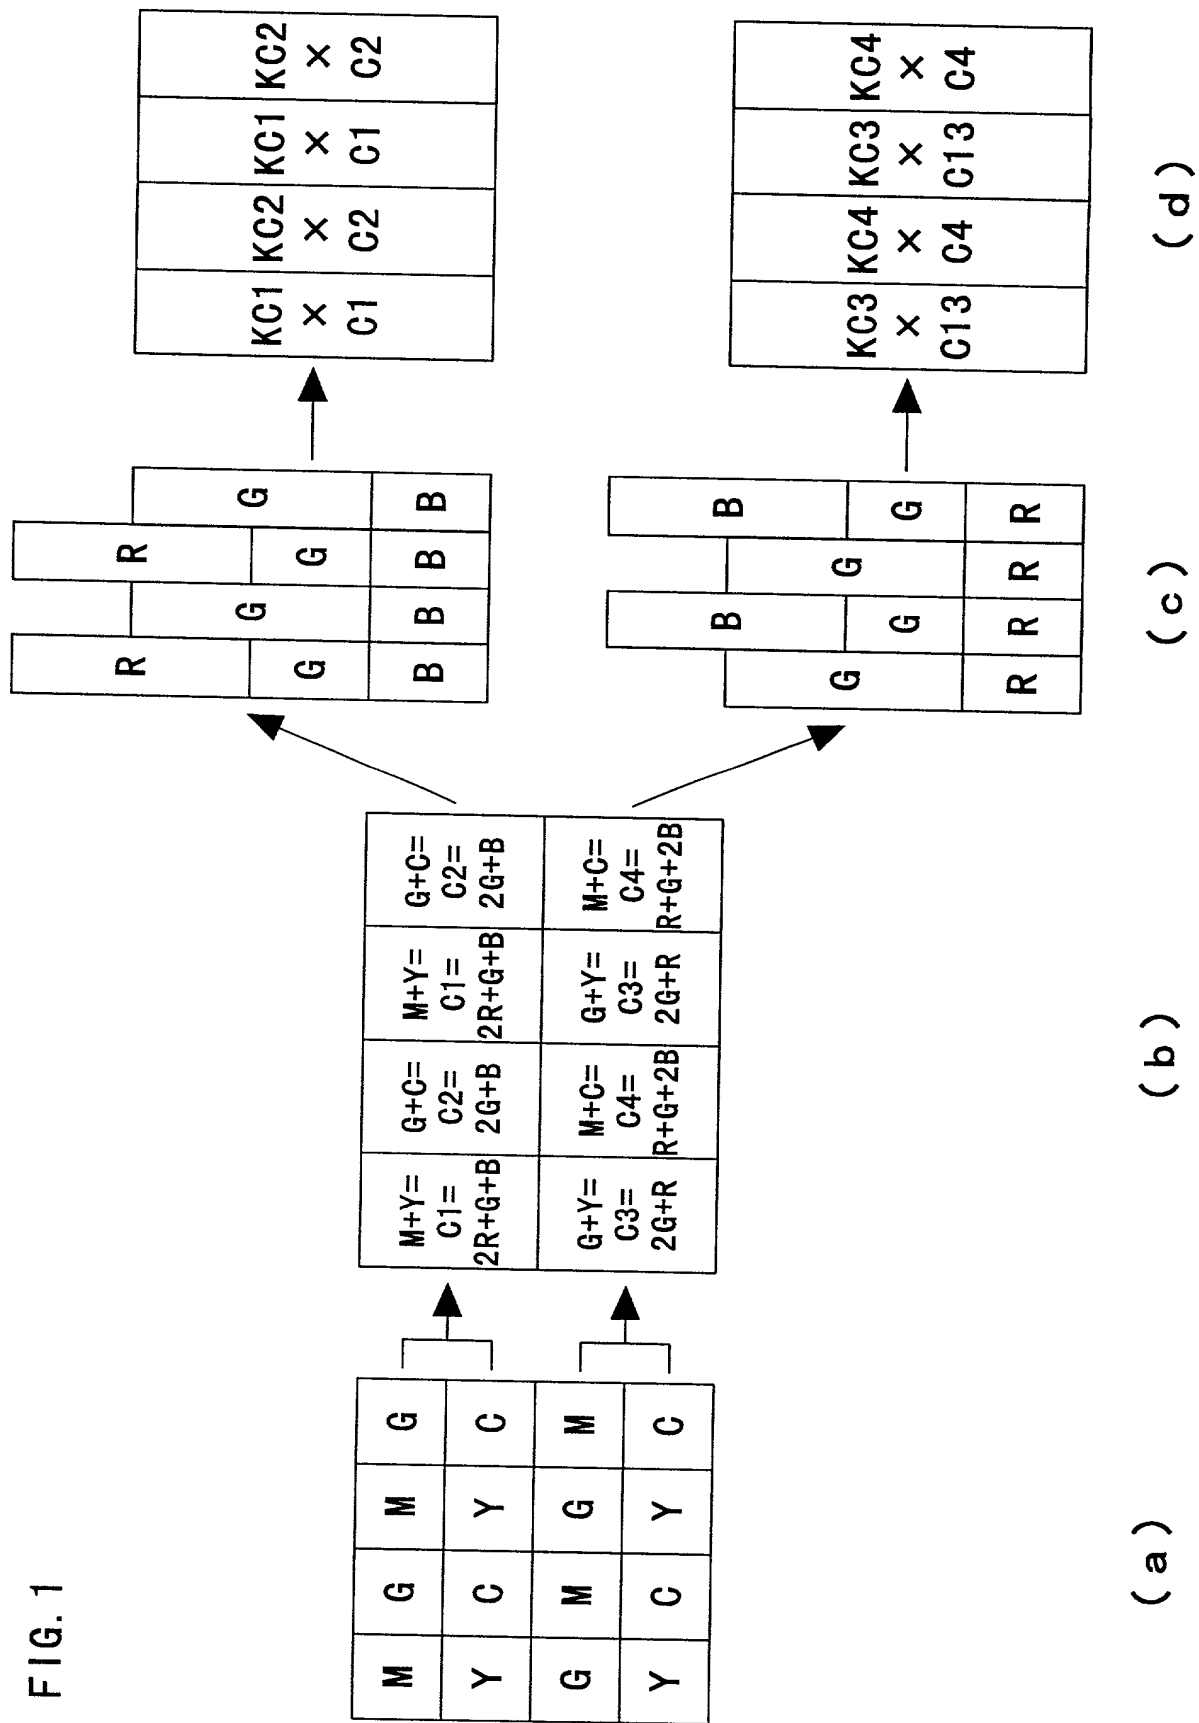 FIG. 1
M G M G
Y C Y C
G M G M
Y C Y C
(a)
M+Y= G+C= M+Y= G+C=
C1= C2= C1= C2=
2R+G+B 2G+B 2R+G+B 2G+B
G+Y= M+C= G+Y= M+C=
C3= C4= C3= C4=
2G+R R+G+2B 2G+R R+G+2B
(b)
R G R G
G G
B B B B
G B G B
G G
R R R R
(c)
KC1 KC2 KC1 KC2
× × × ×
C1 C2 C1 C2
KC3 KC4 KC3 KC4
× × × ×
C13 C4 C13 C4
(d)